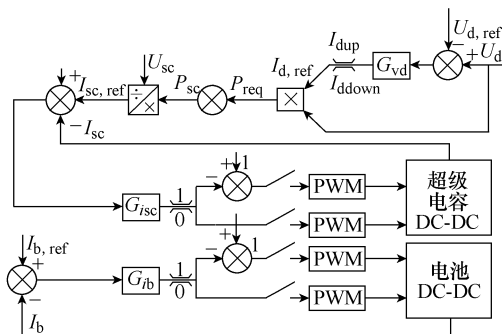 U_d, ref
U_sc
I_dup
I_d, ref
G_vd
−
+
U_d
+
I_sc, ref
÷
×
P_sc
P_req
×
I_ddown
− I_sc
− + 1
PWM
超级
电容
DC-DC
G_isc
1
0
PWM
I_b, ref
+
−
I_b
G_ib
1
0
− + 1
PWM
PWM
电池
DC-DC